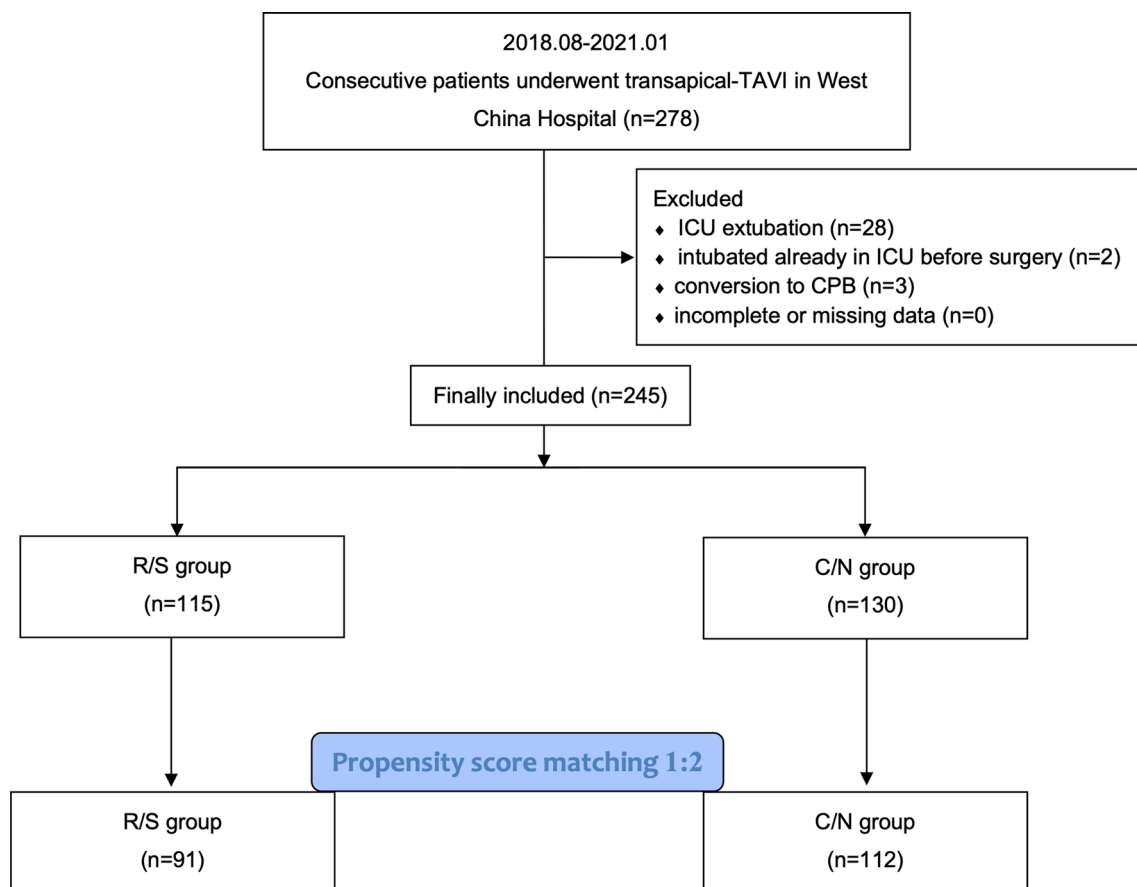 2018.08-2021.01
Consecutive patients underwent transapical-TAVI in West
China Hospital (n=278)
Excluded
♦ ICU extubation (n=28)
♦ intubated already in ICU before surgery (n=2)
♦ conversion to CPB (n=3)
♦ incomplete or missing data (n=0)
Finally included (n=245)
R/S group
(n=115)
C/N group
(n=130)
Propensity score matching 1:2
R/S group
(n=91)
C/N group
(n=112)